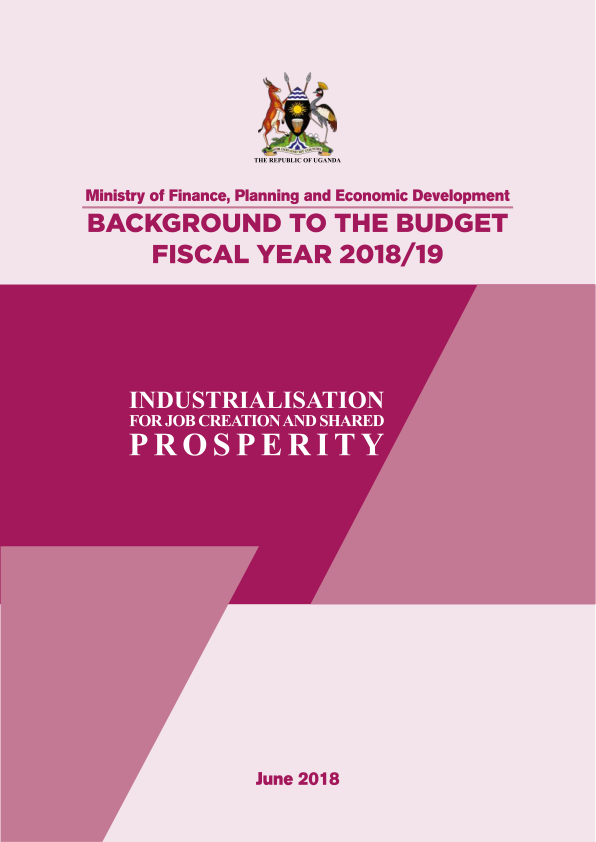 THE REPUBLIC OF UGANDA
Ministry of Finance, Planning and Economic Development
BACKGROUND TO THE BUDGET
FISCAL YEAR 2018/19
INDUSTRIALISATION
FOR JOB CREATION AND SHARED
PROSPERITY
June 2018